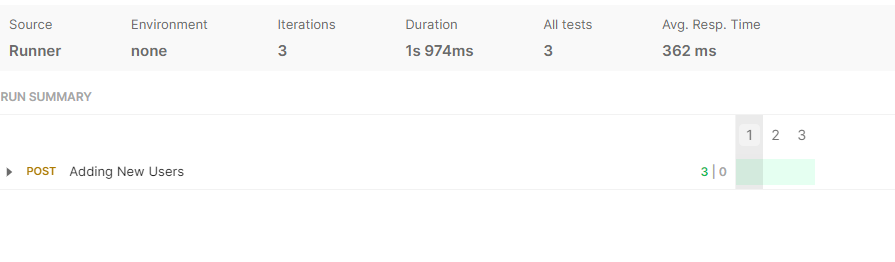 Source Environment Iterations Duration All tests Avg. Resp. Time
Runner none 3 1s 974ms 3 362 ms
RUN SUMMARY
1 2 3
POST Adding New Users 3 | 0